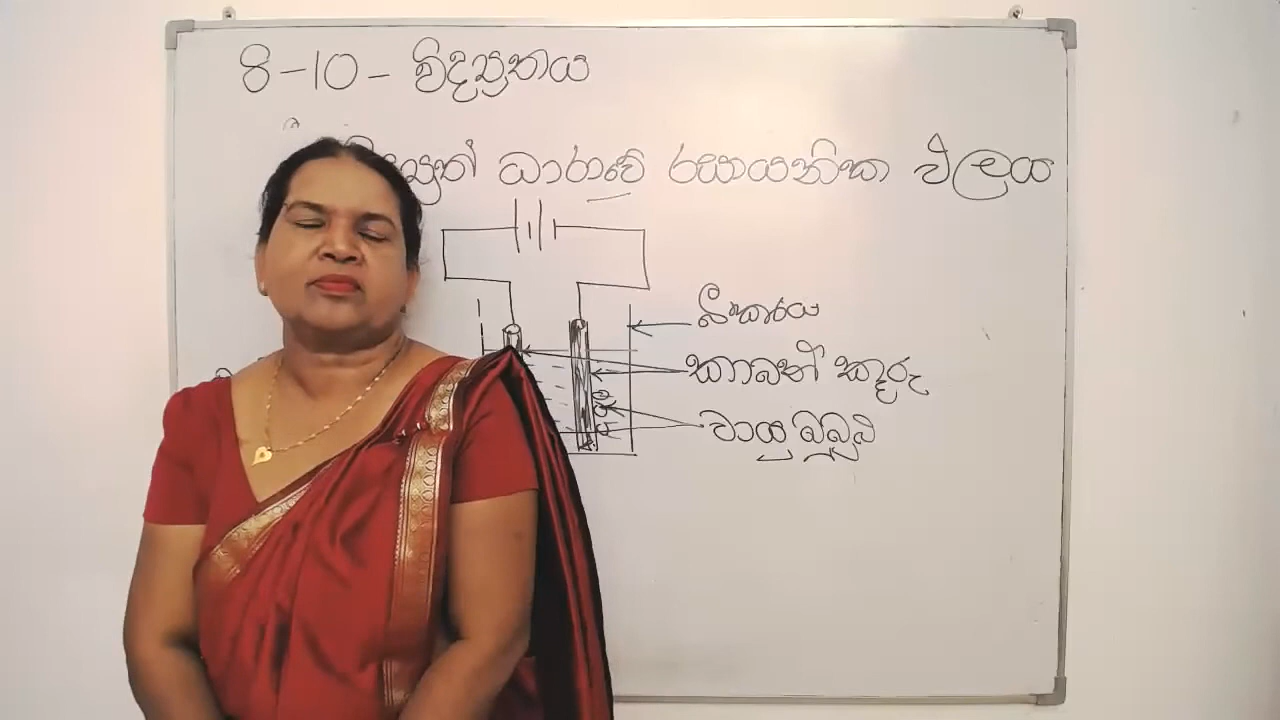 8 - 10 - විද්‍යුතය
විද්‍යුත් ධාරාවේ රසායනික ඵලය
බීකරය
කාබන් කූරු
වායු බුබුළු